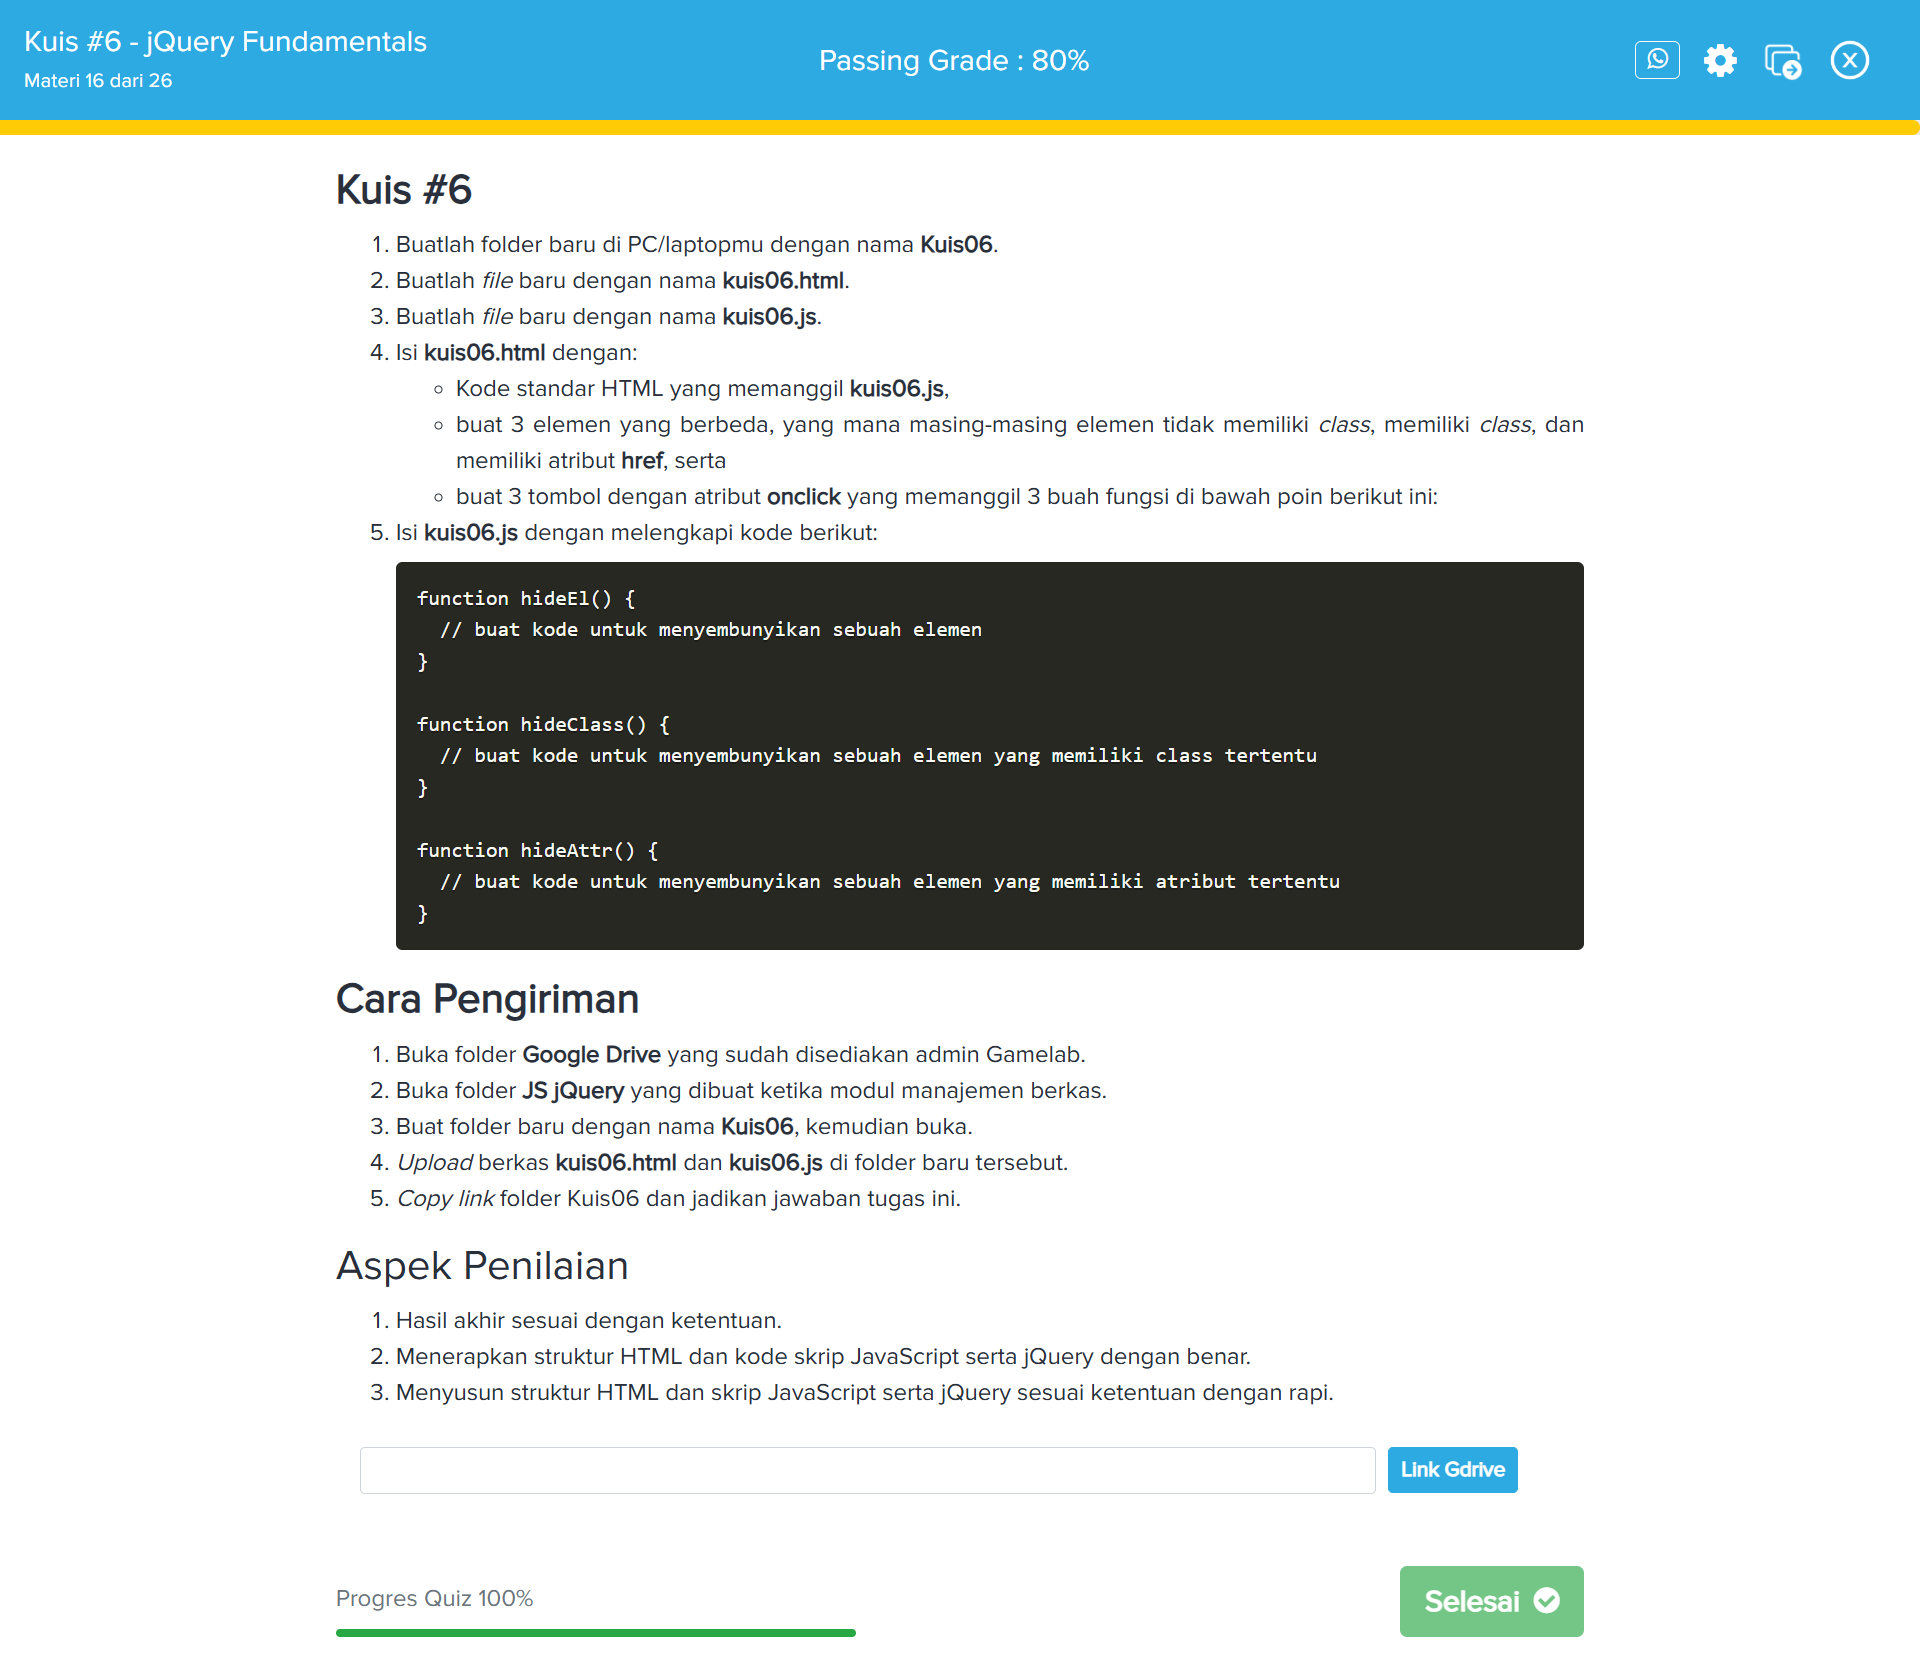 Kuis #6 - jQuery Fundamentals
Materi 16 dari 26
Passing Grade : 80%
Kuis #6
1. Buatlah folder baru di PC/laptopmu dengan nama Kuis06.
2. Buatlah file baru dengan nama kuis06.html.
3. Buatlah file baru dengan nama kuis06.js.
4. Isi kuis06.html dengan:
Kode standar HTML yang memanggil kuis06.js,
buat 3 elemen yang berbeda, yang mana masing-masing elemen tidak memiliki class, memiliki class, dan
memiliki atribut href, serta
buat 3 tombol dengan atribut onclick yang memanggil 3 buah fungsi di bawah poin berikut ini:
5. Isi kuis06.js dengan melengkapi kode berikut:
function hideEl() {
  // buat kode untuk menyembunyikan sebuah elemen
}
function hideClass() {
  // buat kode untuk menyembunyikan sebuah elemen yang memiliki class tertentu
}
function hideAttr() {
  // buat kode untuk menyembunyikan sebuah elemen yang memiliki atribut tertentu
}
Cara Pengiriman
1. Buka folder Google Drive yang sudah disediakan admin Gamelab.
2. Buka folder JS jQuery yang dibuat ketika modul manajemen berkas.
3. Buat folder baru dengan nama Kuis06, kemudian buka.
4. Upload berkas kuis06.html dan kuis06.js di folder baru tersebut.
5. Copy link folder Kuis06 dan jadikan jawaban tugas ini.
Aspek Penilaian
1. Hasil akhir sesuai dengan ketentuan.
2. Menerapkan struktur HTML dan kode skrip JavaScript serta jQuery dengan benar.
3. Menyusun struktur HTML dan skrip JavaScript serta jQuery sesuai ketentuan dengan rapi.
Link Gdrive
Progres Quiz 100%
Selesai